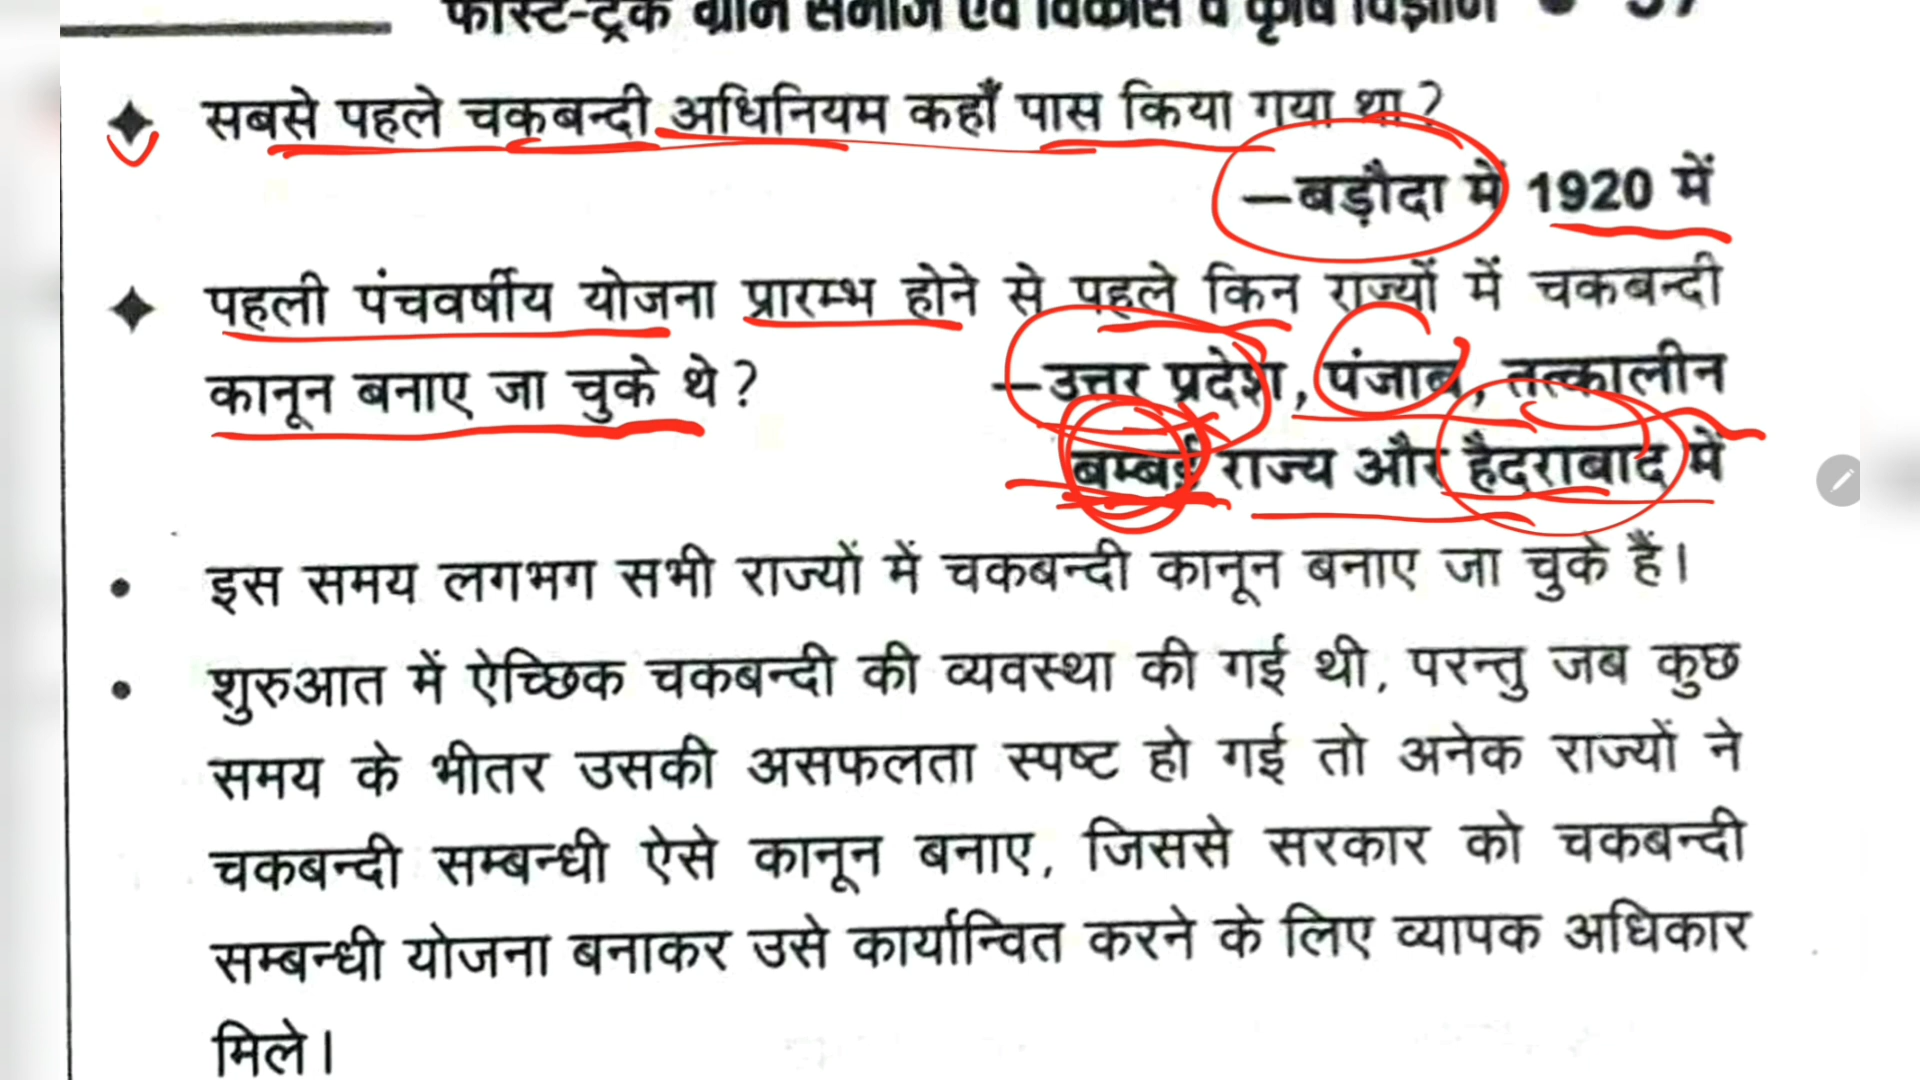 फास्ट-ट्रैक ग्राम समाज एवं विकास व कृषि विज्ञान ● 37
सबसे पहले चकबन्दी अधिनियम कहाँ पास किया गया था?
—बड़ौदा में 1920 में
पहली पंचवर्षीय योजना प्रारम्भ होने से पहले किन राज्यों में चकबन्दी
कानून बनाए जा चुके थे? —उत्तर प्रदेश, पंजाब, तत्कालीन
बम्बई राज्य और हैदराबाद में
• इस समय लगभग सभी राज्यों में चकबन्दी कानून बनाए जा चुके हैं।
• शुरुआत में ऐच्छिक चकबन्दी की व्यवस्था की गई थी, परन्तु जब कुछ
समय के भीतर उसकी असफलता स्पष्ट हो गई तो अनेक राज्यों ने
चकबन्दी सम्बन्धी ऐसे कानून बनाए, जिससे सरकार को चकबन्दी
सम्बन्धी योजना बनाकर उसे कार्यान्वित करने के लिए व्यापक अधिकार
मिले।